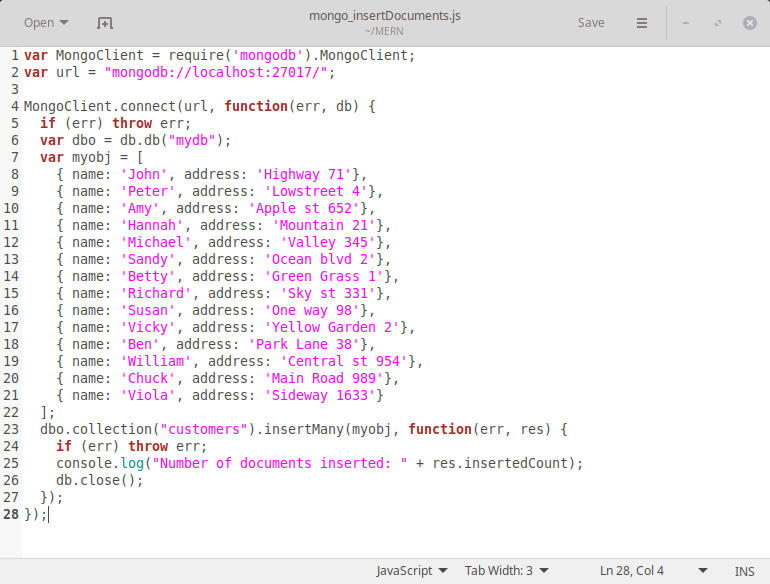 Open
mongo_insertDocuments.js
~/MERN
Save
1 var MongoClient = require('mongodb').MongoClient;
2 var url = "mongodb://localhost:27017/";
3
4 MongoClient.connect(url, function(err, db) {
5   if (err) throw err;
6   var dbo = db.db("mydb");
7   var myobj = [
8     { name: 'John', address: 'Highway 71'},
9     { name: 'Peter', address: 'Lowstreet 4'},
10     { name: 'Amy', address: 'Apple st 652'},
11     { name: 'Hannah', address: 'Mountain 21'},
12     { name: 'Michael', address: 'Valley 345'},
13     { name: 'Sandy', address: 'Ocean blvd 2'},
14     { name: 'Betty', address: 'Green Grass 1'},
15     { name: 'Richard', address: 'Sky st 331'},
16     { name: 'Susan', address: 'One way 98'},
17     { name: 'Vicky', address: 'Yellow Garden 2'},
18     { name: 'Ben', address: 'Park Lane 38'},
19     { name: 'William', address: 'Central st 954'},
20     { name: 'Chuck', address: 'Main Road 989'},
21     { name: 'Viola', address: 'Sideway 1633'}
22   ];
23   dbo.collection("customers").insertMany(myobj, function(err, res) {
24     if (err) throw err;
25     console.log("Number of documents inserted: " + res.insertedCount);
26     db.close();
27   });
28 });
JavaScript Tab Width: 3 Ln 28, Col 4 INS